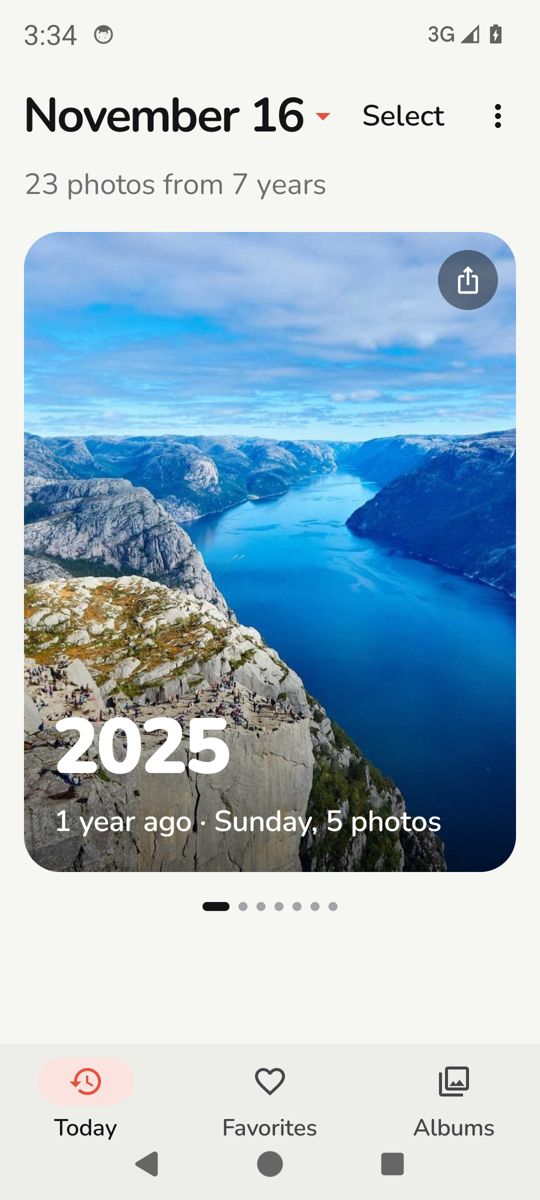 3:34
3G
November 16
Select
23 photos from 7 years
2025
1 year ago · Sunday, 5 photos
Today
Favorites
Albums